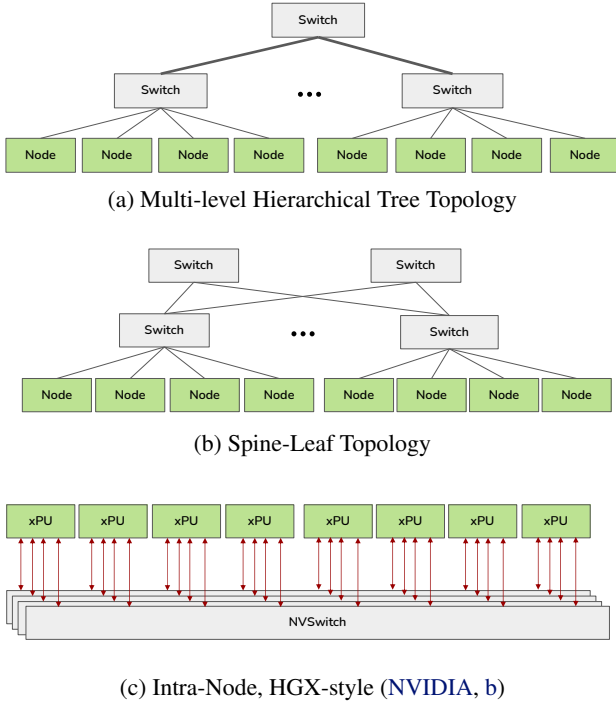 Switch
Switch ... Switch
Node Node Node Node Node Node Node Node
(a) Multi-level Hierarchical Tree Topology
Switch Switch
Switch ... Switch
Node Node Node Node Node Node Node Node
(b) Spine-Leaf Topology
xPU xPU xPU xPU xPU xPU xPU xPU
NVSwitch
(c) Intra-Node, HGX-style (NVIDIA, b)